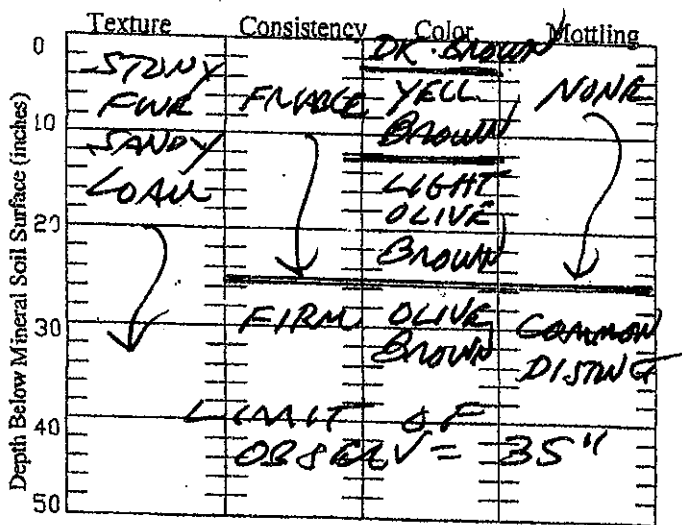 Texture Consistency Color Mottling
Depth Below Mineral Soil Surface (inches)
0
10
20
30
40
50
STONY
FINE
SANDY
LOAM
FRIABLE
FIRM
DK. BROWN
YELL
BROWN
LIGHT
OLIVE
BROWN
OLIVE
BROWN
NONE
COMMON
DISTINCT
LIMIT OF
OBSERV = 35"